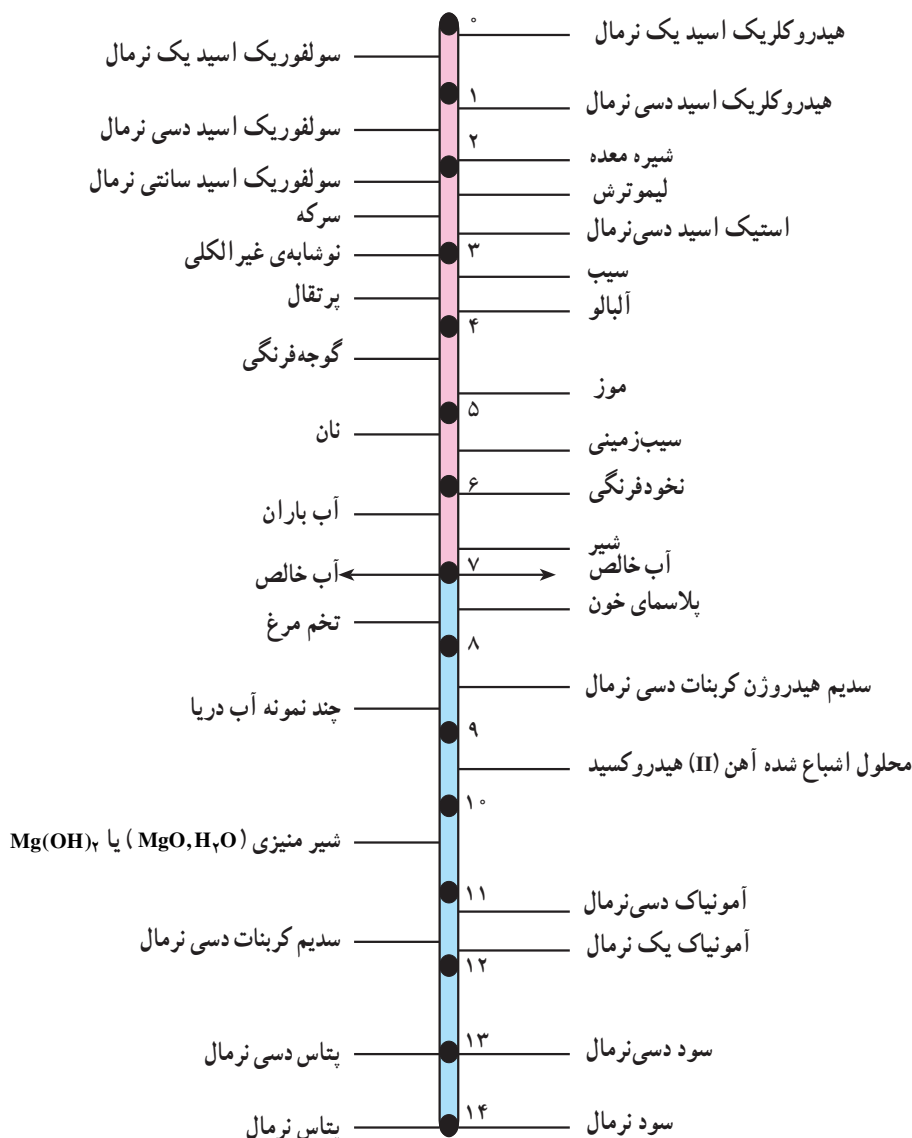 ۰
هیدروکلریک اسید یک نرمال
سولفوریک اسید یک نرمال
۱
هیدروکلریک اسید دسی نرمال
سولفوریک اسید دسی نرمال
۲
شیره معده
سولفوریک اسید سانتی نرمال
لیموترش
سرکه
استیک اسید دسی‌نرمال
۳
نوشابه‌ی غیر الکلی
سیب
پرتقال
آلبالو
۴
گوجه‌فرنگی
موز
۵
نان
سیب‌زمینی
۶
نخودفرنگی
آب باران
شیر
۷
آب خالص
آب خالص
پلاسمای خون
تخم مرغ
۸
سدیم هیدروژن کربنات دسی نرمال
چند نمونه آب دریا
۹
محلول اشباع شده آهن (II) هیدروکسید
۱۰
شیر منیزی (MgO,H₂O) یا Mg(OH)₂
۱۱
آمونیاک دسی‌نرمال
سدیم کربنات دسی نرمال
آمونیاک یک نرمال
۱۲
۱۳
سود دسی‌نرمال
پتاس دسی نرمال
۱۴
سود نرمال
پتاس نرمال